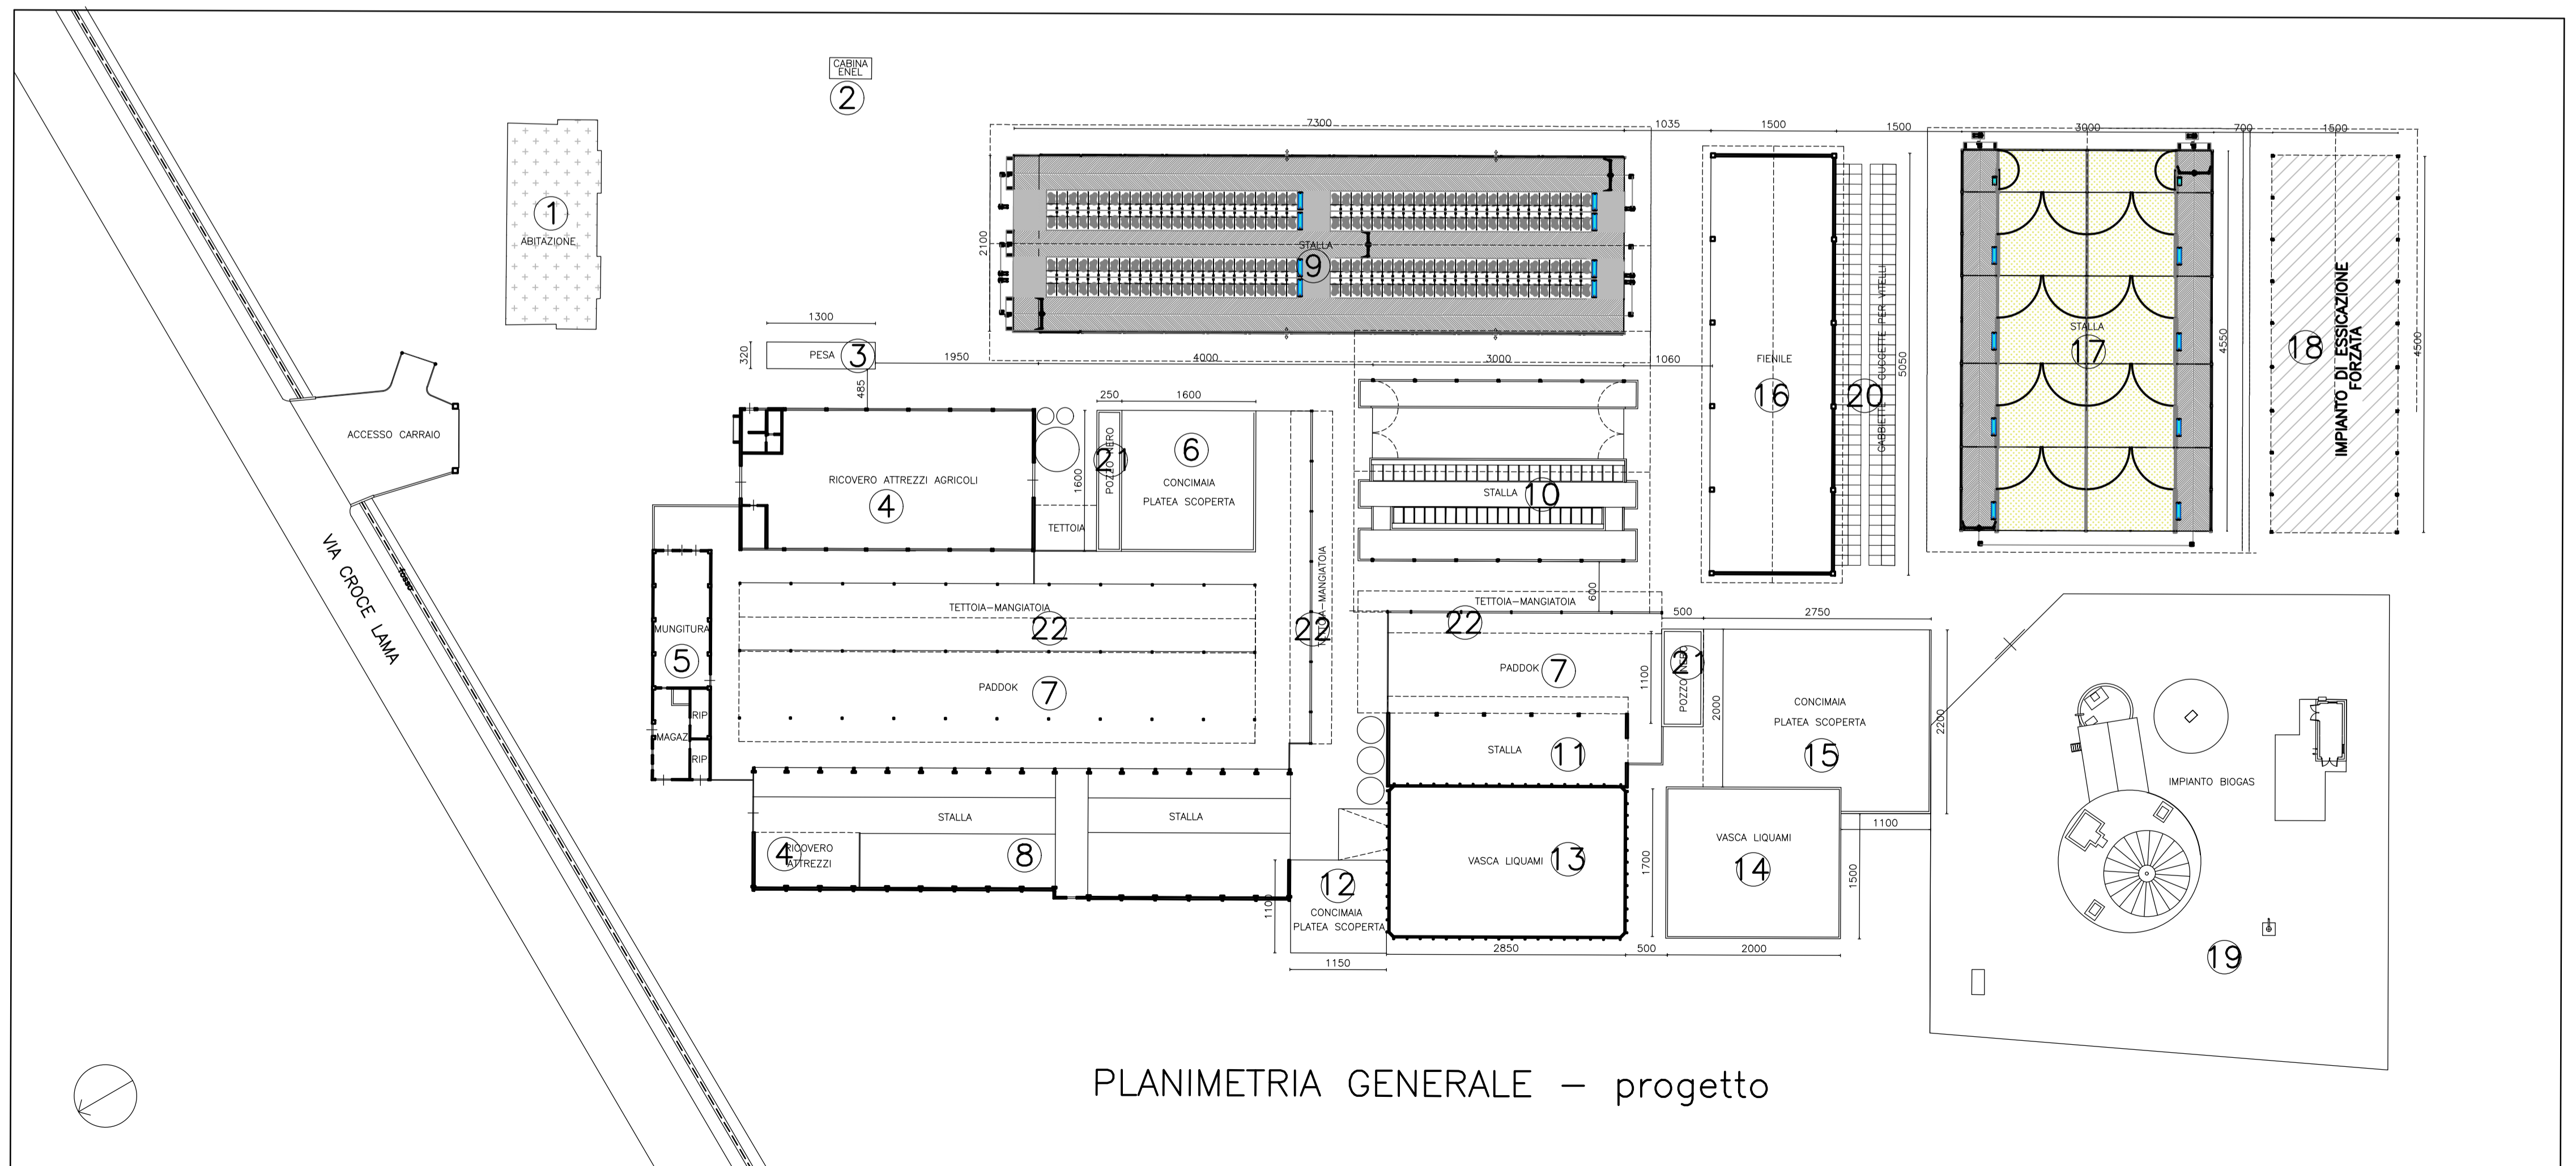 CABINA
ENEL
2
7300
1035
1500
1500
3000
700
1500
1
ABITAZIONE
2100
STALLA
9
1300
320
PESA
3
1950
4000
3000
1060
485
FIENILE
16
20
GABBIETTE - CUCCETTE PER VITELLI
5050
STALLA
17
4550
18
IMPIANTO DI ESSICAZIONE
FORZATA
4500
ACCESSO CARRAIO
250
1600
RICOVERO ATTREZZI AGRICOLI
4
1600
TETTOIA
POZZO NERO
21
6
CONCIMAIA
PLATEA SCOPERTA
STALLA
10
600
VIA CROCE LAMA
fosso
MUNGITURA
5
MAGAZ
RIP
RIP
TETTOIA-MANGIATOIA
22
PADDOK
7
TETTOIA-MANGIATOIA
22
TETTOIA-MANGIATOIA
22
PADDOK
7
1100
500
2750
POZZO NERO
21
2000
CONCIMAIA
PLATEA SCOPERTA
15
2200
STALLA
11
STALLA
STALLA
4
RICOVERO
ATTREZZI
8
12
CONCIMAIA
PLATEA SCOPERTA
1100
1150
VASCA LIQUAMI
13
1700
2850
500
2000
VASCA LIQUAMI
14
1500
1100
IMPIANTO BIOGAS
19
PLANIMETRIA GENERALE - progetto